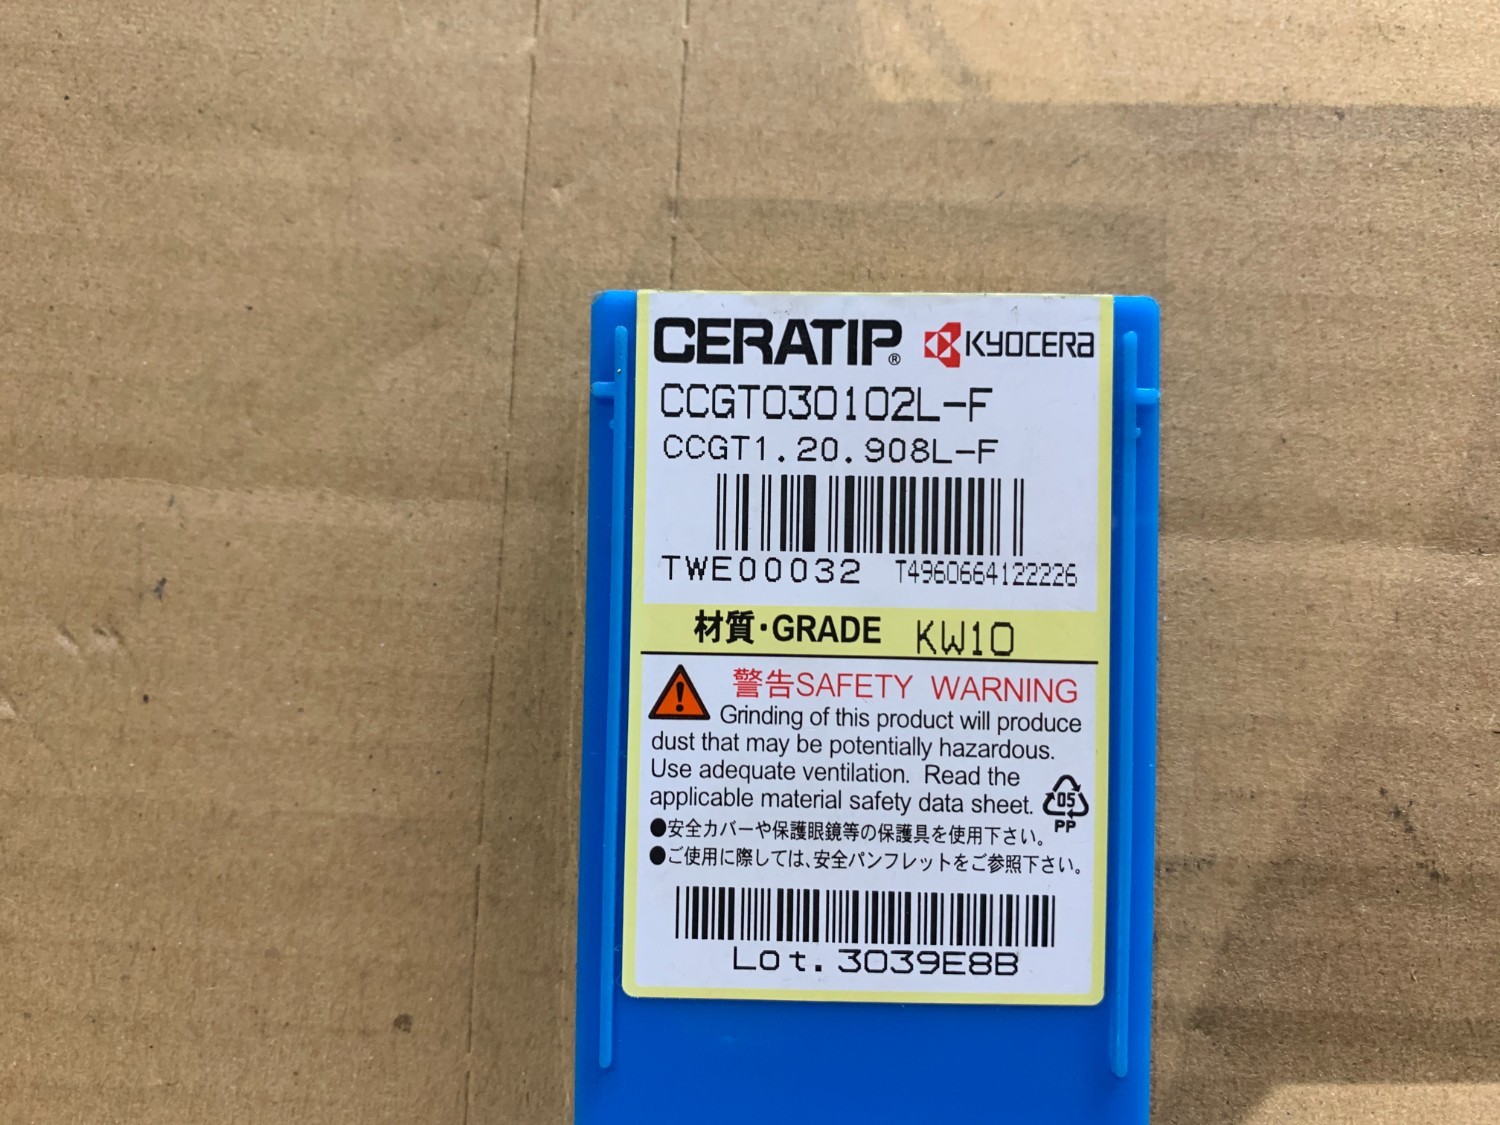 CERATIP® KYOCERA
CCGT030102L-F
CCGT1.20.908L-F
TWE00032 T4960664122226
材質・GRADE KW10
警告SAFETY WARNING
Grinding of this product will produce
dust that may be potentially hazardous.
Use adequate ventilation. Read the
applicable material safety data sheet.
05
PP
●安全カバーや保護眼鏡等の保護具を使用下さい。
●ご使用に際しては、安全パンフレットをご参照下さい。
Lot.3039E8B